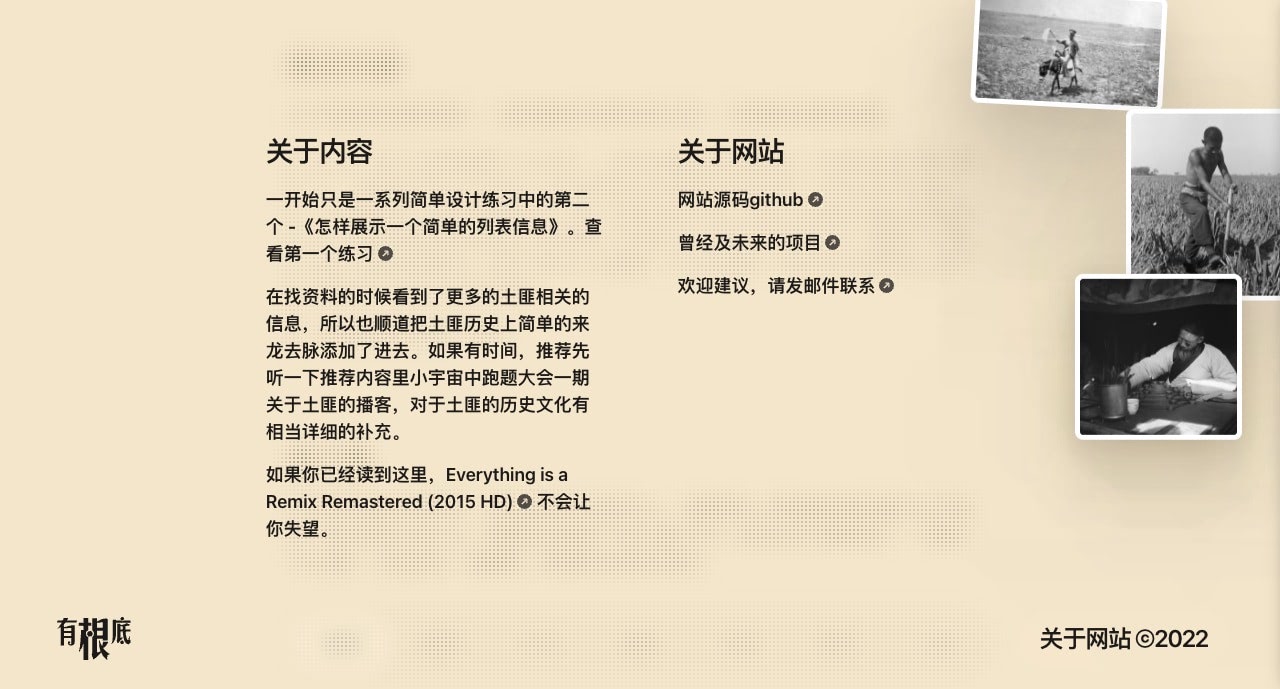 关于内容
一开始只是一系列简单设计练习中的第二
个 -《怎样展示一个简单的列表信息》。查
看第一个练习
在找资料的时候看到了更多的土匪相关的
信息，所以也顺道把土匪历史上简单的来
龙去脉添加了进去。如果有时间，推荐先
听一下推荐内容里小宇宙中跑题大会一期
关于土匪的播客，对于土匪的历史文化有
相当详细的补充。
如果你已经读到这里，Everything is a
Remix Remastered (2015 HD) 不会让
你失望。
关于网站
网站源码github
曾经及未来的项目
欢迎建议，请发邮件联系
有根底
关于网站 ©2022